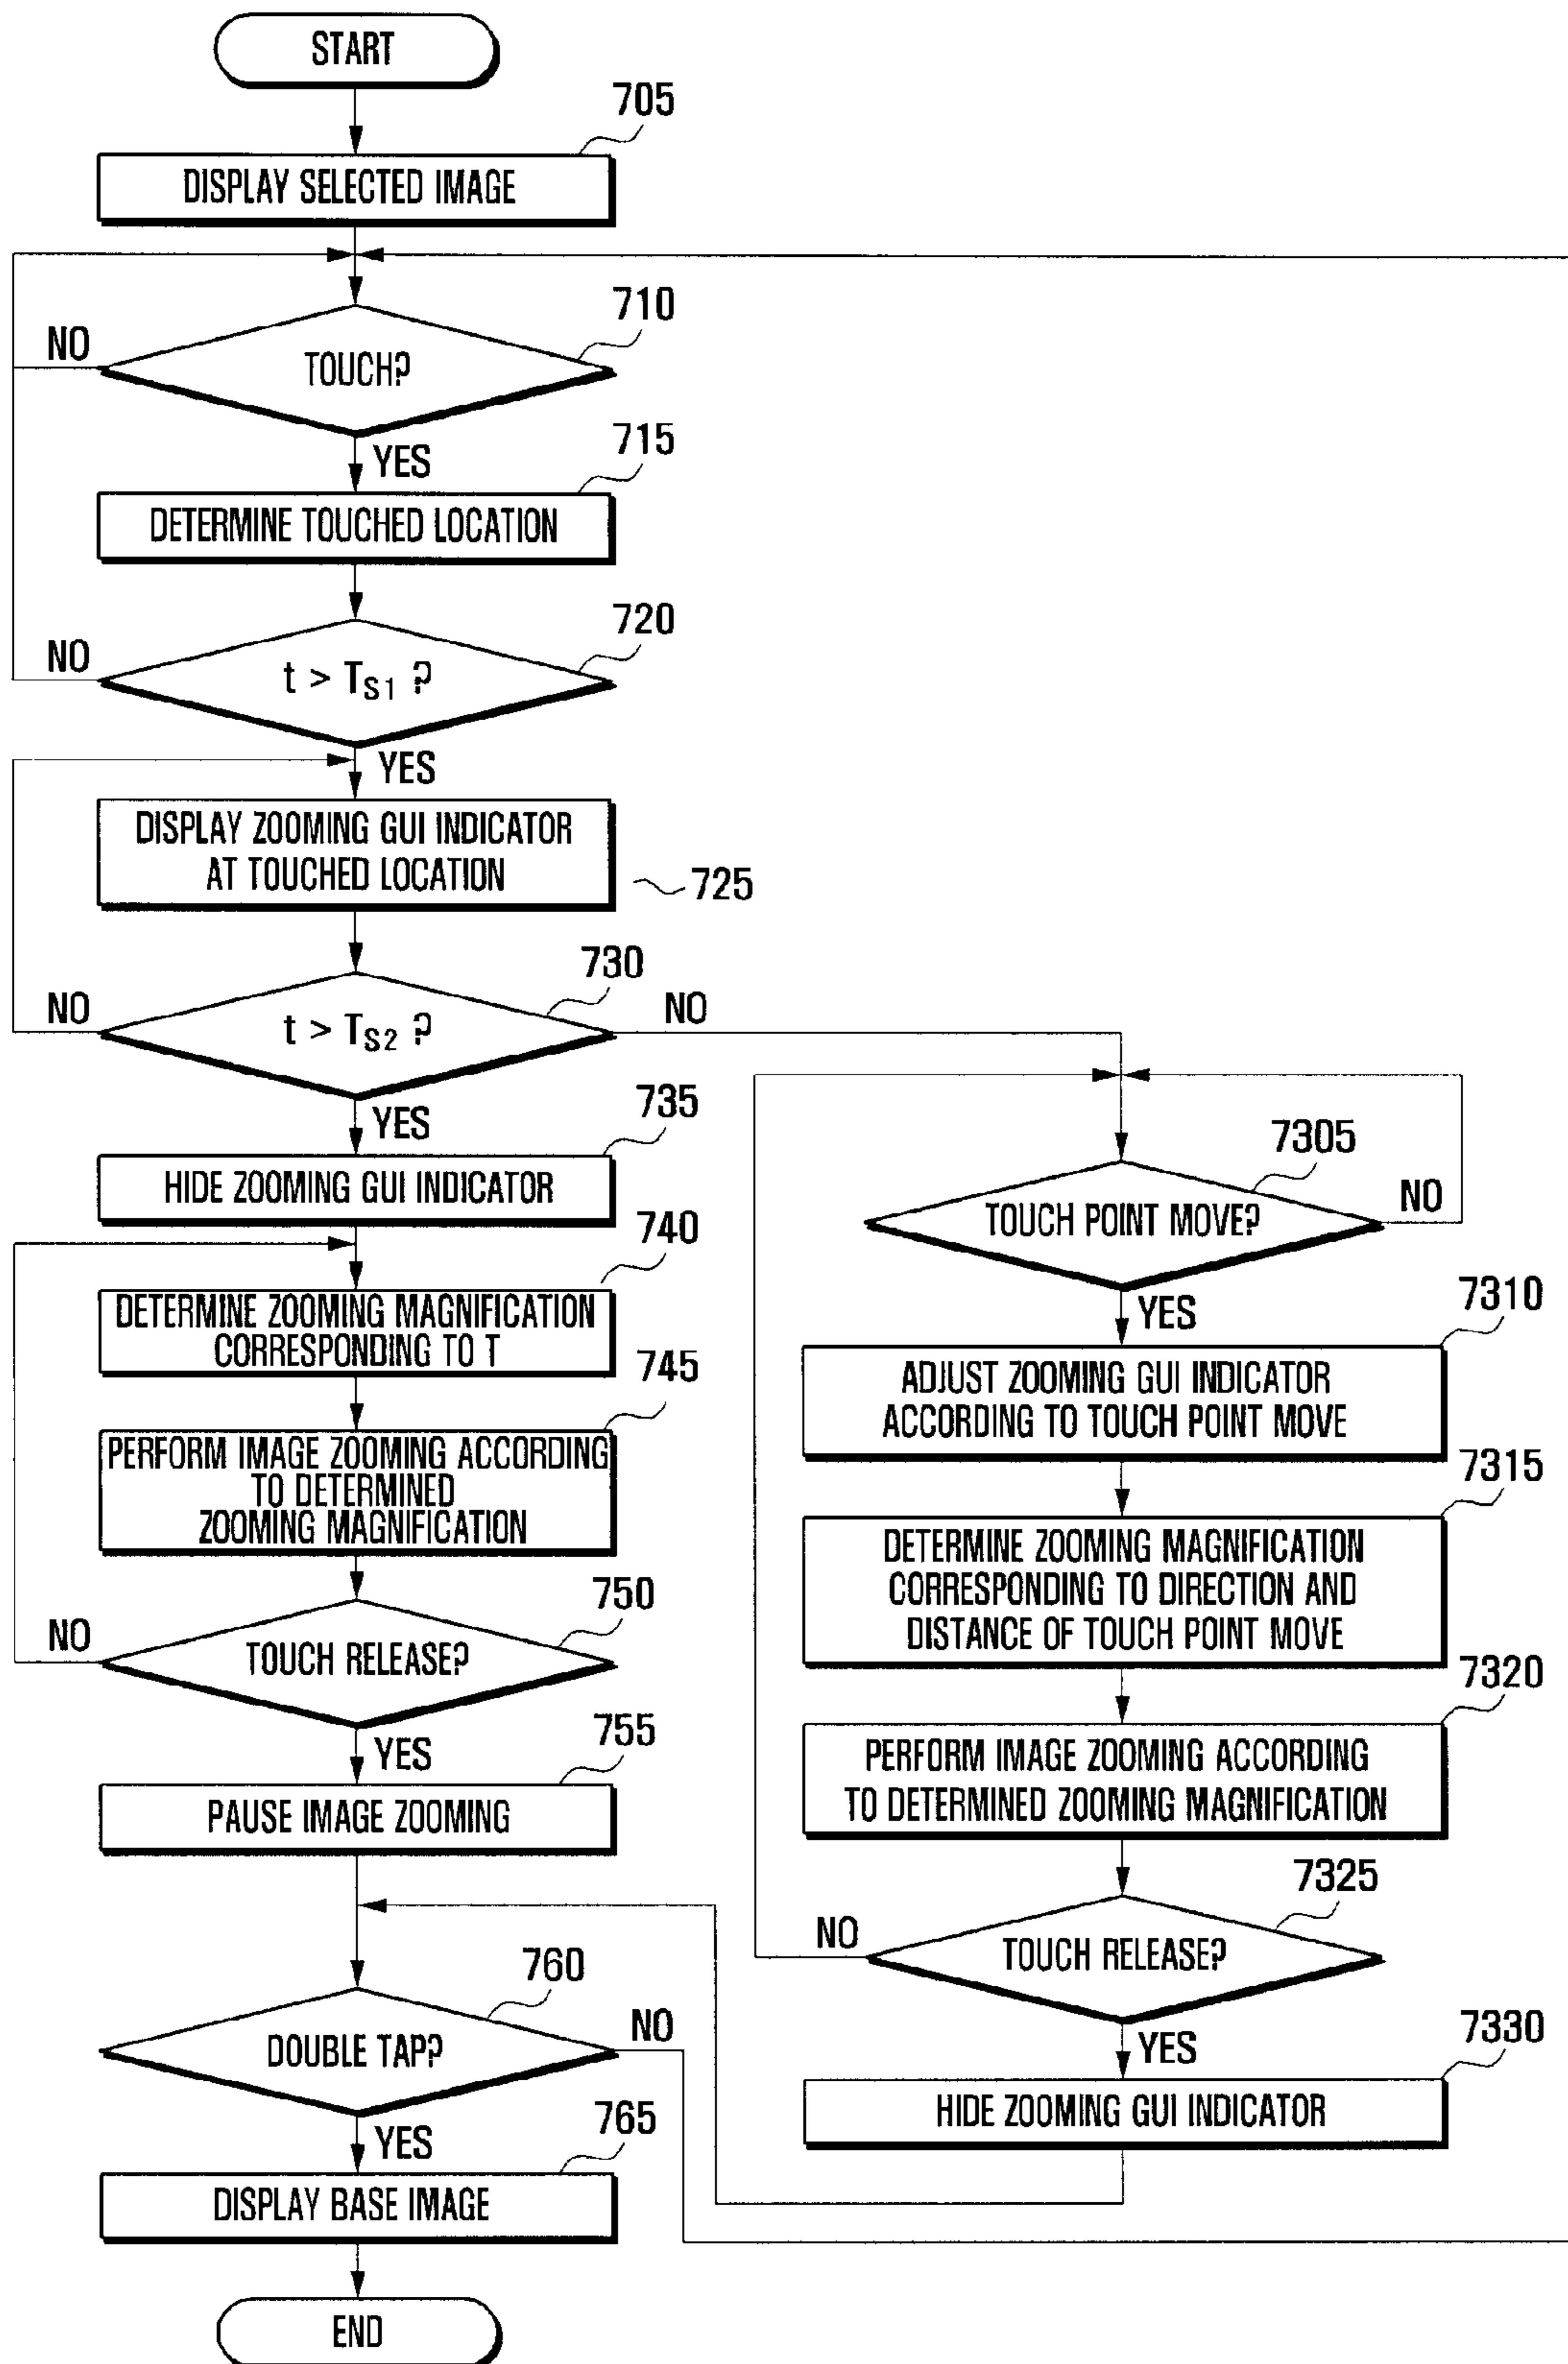 START
705
DISPLAY SELECTED IMAGE
710
NO
TOUCH?
YES
715
DETERMINE TOUCHED LOCATION
720
NO
t > TS1 ?
YES
DISPLAY ZOOMING GUI INDICATOR
AT TOUCHED LOCATION
725
730
NO
t > TS2 ?
NO
YES
735
HIDE ZOOMING GUI INDICATOR
740
DETERMINE ZOOMING MAGNIFICATION
CORRESPONDING TO T
745
PERFORM IMAGE ZOOMING ACCORDING
TO DETERMINED
ZOOMING MAGNIFICATION
750
NO
TOUCH RELEASE?
YES
755
PAUSE IMAGE ZOOMING
760
DOUBLE TAP?
NO
YES
765
DISPLAY BASE IMAGE
END
7305
TOUCH POINT MOVE?
NO
YES
7310
ADJUST ZOOMING GUI INDICATOR
ACCORDING TO TOUCH POINT MOVE
7315
DETERMINE ZOOMING MAGNIFICATION
CORRESPONDING TO DIRECTION AND
DISTANCE OF TOUCH POINT MOVE
7320
PERFORM IMAGE ZOOMING ACCORDING
TO DETERMINED ZOOMING MAGNIFICATION
7325
NO
TOUCH RELEASE?
YES
7330
HIDE ZOOMING GUI INDICATOR